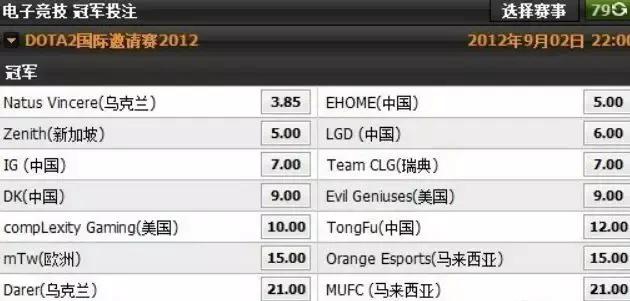 电子竞技 冠军投注 选择赛事 79
DOTA2国际邀请赛2012 2012年9月02日 22:00
冠军
Natus Vincere(乌克兰) 3.85 EHOME(中国) 5.00
Zenith(新加坡) 5.00 LGD (中国) 6.00
IG (中国) 7.00 Team CLG(瑞典) 7.00
DK(中国) 9.00 Evil Geniuses(美国) 9.00
compLexity Gaming(美国) 10.00 TongFu(中国) 12.00
mTw(欧洲) 15.00 Orange Esports(马来西亚) 15.00
Darer(乌克兰) 21.00 MUFC (马来西亚) 21.00